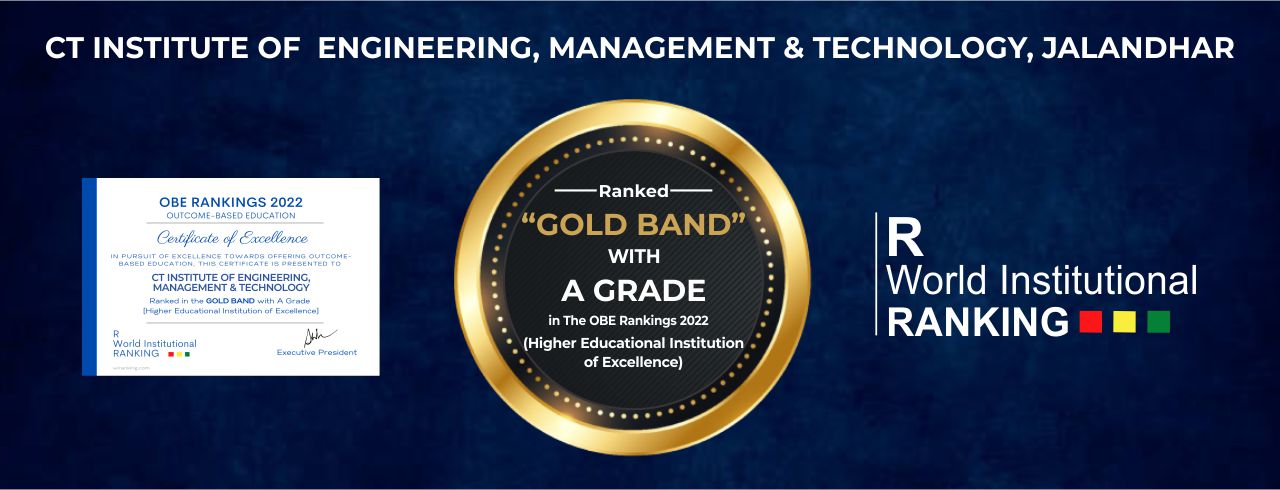 CT INSTITUTE OF ENGINEERING, MANAGEMENT & TECHNOLOGY, JALANDHAR
OBE RANKINGS 2022
OUTCOME-BASED EDUCATION
Certificate of Excellence
IN PURSUIT OF EXCELLENCE TOWARDS OFFERING OUTCOME-
BASED EDUCATION, THIS CERTIFICATE IS PRESENTED TO
CT INSTITUTE OF ENGINEERING,
MANAGEMENT & TECHNOLOGY
Ranked in the GOLD BAND with A Grade
[Higher Educational Institution of Excellence]
R
World Institutional
RANKING
Executive President
Ranked
“GOLD BAND”
WITH
A GRADE
in The OBE Rankings 2022
(Higher Educational Institution
of Excellence)
R
World Institutional
RANKING